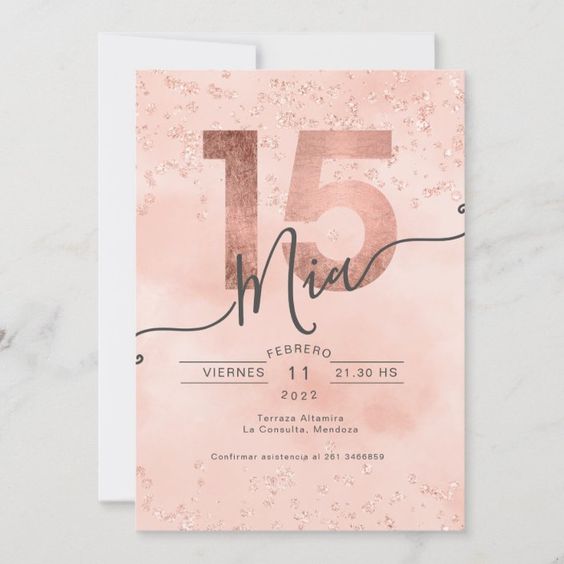 15
Mia
FEBRERO
VIERNES 11 21.30 HS
2022
Terraza Altamira
La Consulta, Mendoza
Confirmar asistencia al 261 3466859